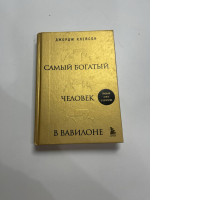 ДЖОРДЖ КЛЕЙСОН
САМЫЙ БОГАТЫЙ
ЧЕЛОВЕК
В ВАВИЛОНЕ